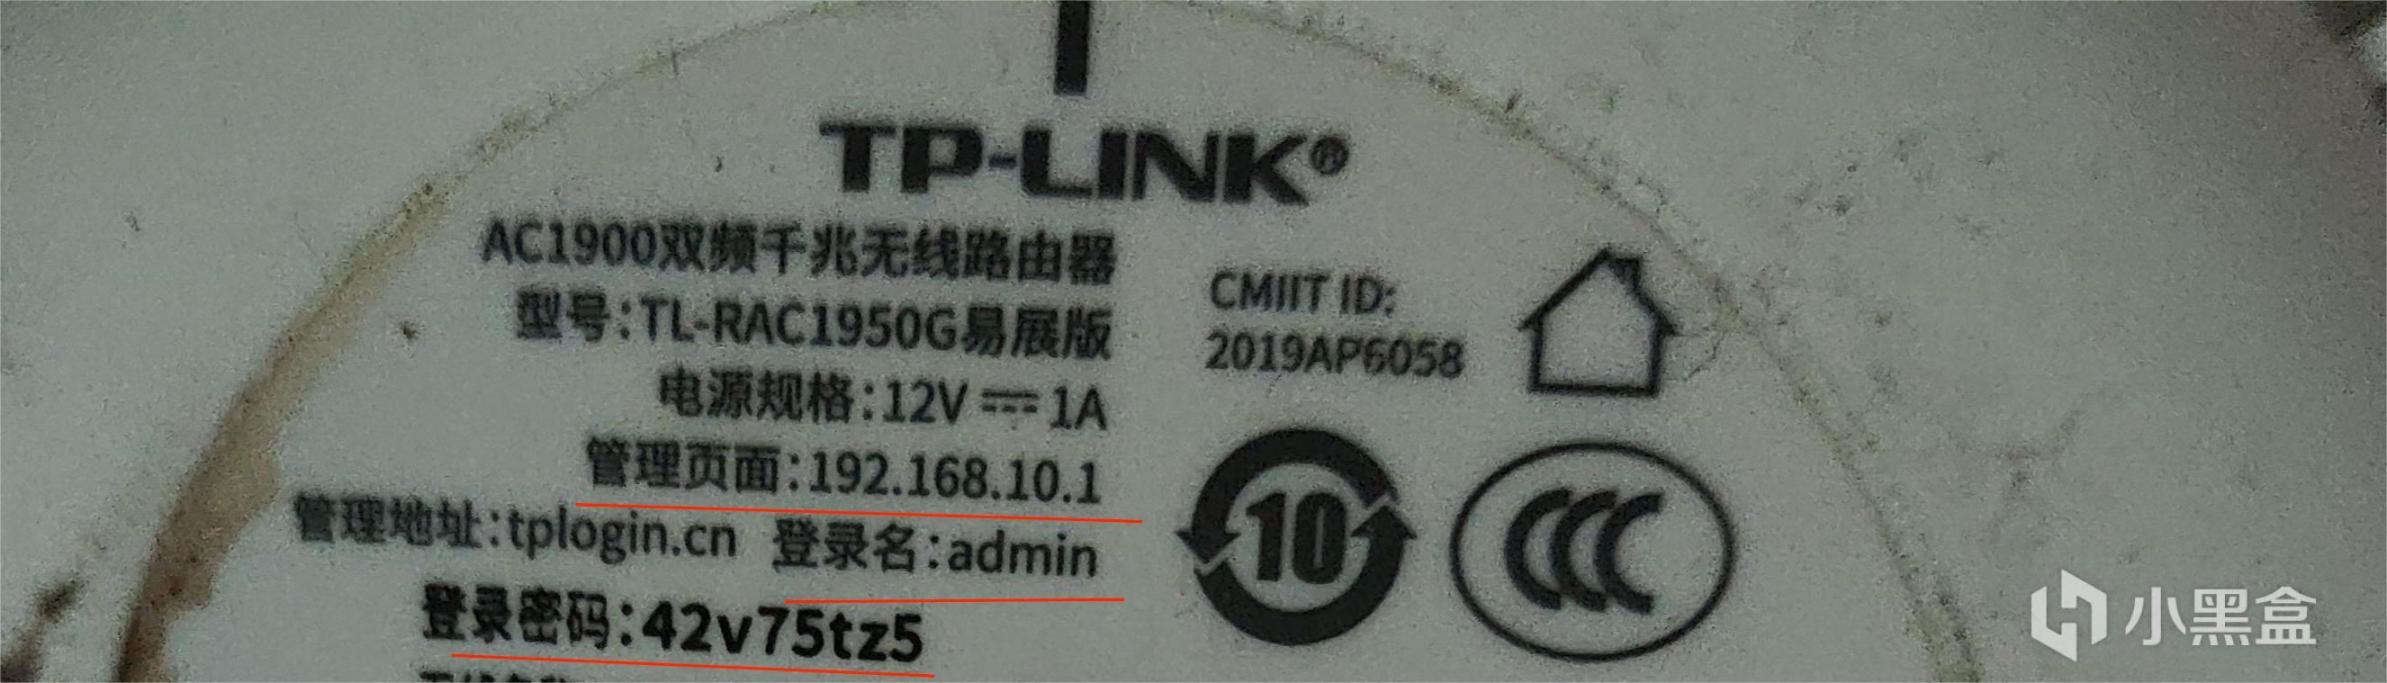 TP-LINK®
AC1900双频千兆无线路由器
型号:TL-RAC1950G易展版
电源规格:12V⎓1A
管理页面:192.168.10.1
管理地址:tplogin.cn 登录名:admin
登录密码:42v75tz5
CMIIT ID:
2019AP6058
10
CCC
小黑盒